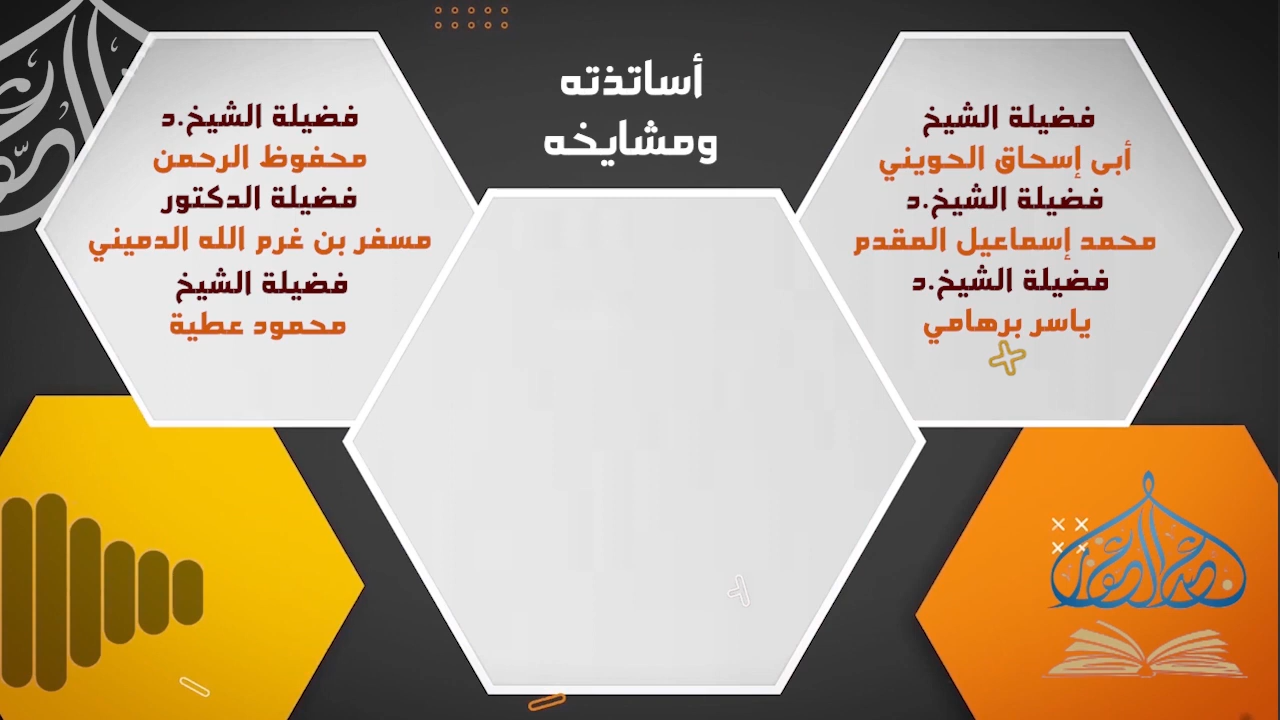 أساتذته
ومشايخه
فضيلة الشيخ
أبى إسحاق الحويني
فضيلة الشيخ.د
محمد إسماعيل المقدم
فضيلة الشيخ.د
ياسر برهامي
فضيلة الشيخ.د
محفوظ الرحمن
فضيلة الدكتور
مسفر بن غرم الله الدميني
فضيلة الشيخ
محمود عطية